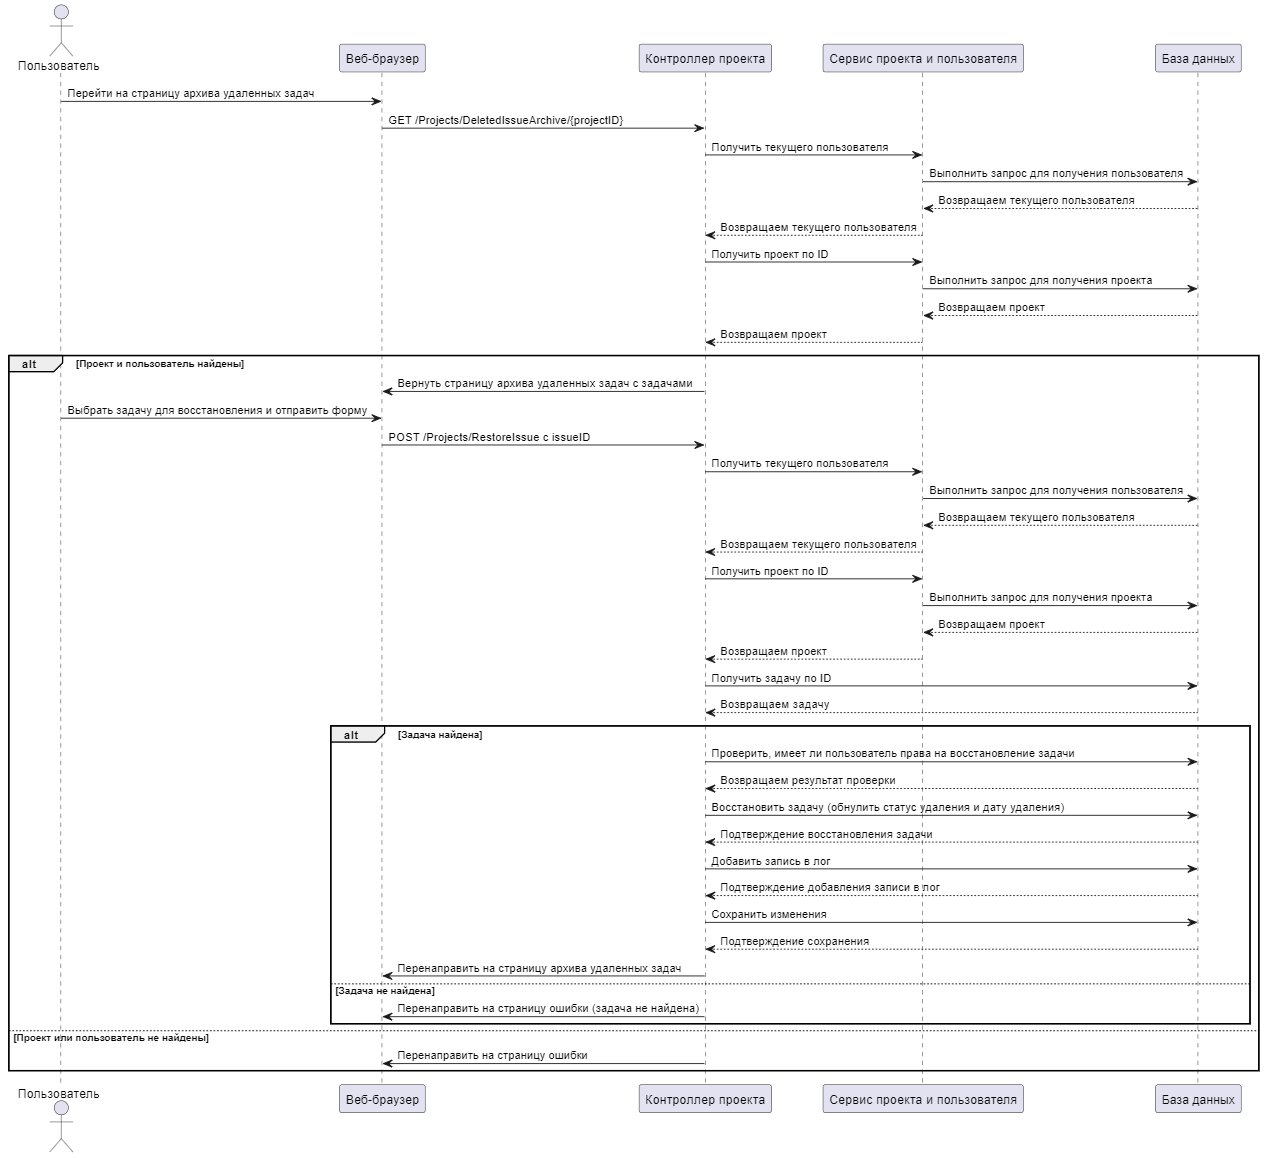 Пользователь
Веб-браузер
Контроллер проекта
Сервис проекта и пользователя
База данных
Перейти на страницу архива удаленных задач
GET /Projects/DeletedIssueArchive/{projectID}
Получить текущего пользователя
Выполнить запрос для получения пользователя
Возвращаем текущего пользователя
Возвращаем текущего пользователя
Получить проект по ID
Выполнить запрос для получения проекта
Возвращаем проект
Возвращаем проект
alt [Проект и пользователь найдены]
Вернуть страницу архива удаленных задач с задачами
Выбрать задачу для восстановления и отправить форму
POST /Projects/RestoreIssue с issueID
Получить текущего пользователя
Выполнить запрос для получения пользователя
Возвращаем текущего пользователя
Возвращаем текущего пользователя
Получить проект по ID
Выполнить запрос для получения проекта
Возвращаем проект
Возвращаем проект
Получить задачу по ID
Возвращаем задачу
alt [Задача найдена]
Проверить, имеет ли пользователь права на восстановление задачи
Возвращаем результат проверки
Восстановить задачу (обнулить статус удаления и дату удаления)
Подтверждение восстановления задачи
Добавить запись в лог
Подтверждение добавления записи в лог
Сохранить изменения
Подтверждение сохранения
Перенаправить на страницу архива удаленных задач
[Задача не найдена]
Перенаправить на страницу ошибки (задача не найдена)
[Проект или пользователь не найдены]
Перенаправить на страницу ошибки
Пользователь
Веб-браузер
Контроллер проекта
Сервис проекта и пользователя
База данных